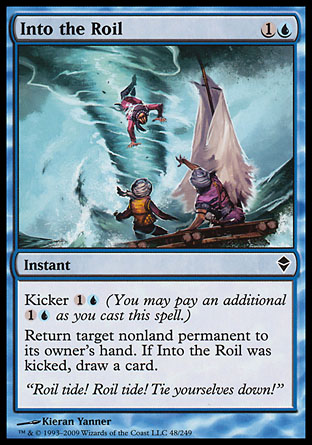 Into the Roil 1
Instant
Kicker 1 (You may pay an additional
1 as you cast this spell.)
Return target nonland permanent to
its owner's hand. If Into the Roil was
kicked, draw a card.
"Roil tide! Roil tide! Tie yourselves down!"
Kieran Yanner
™ & © 1993–2009 Wizards of the Coast LLC 48/249